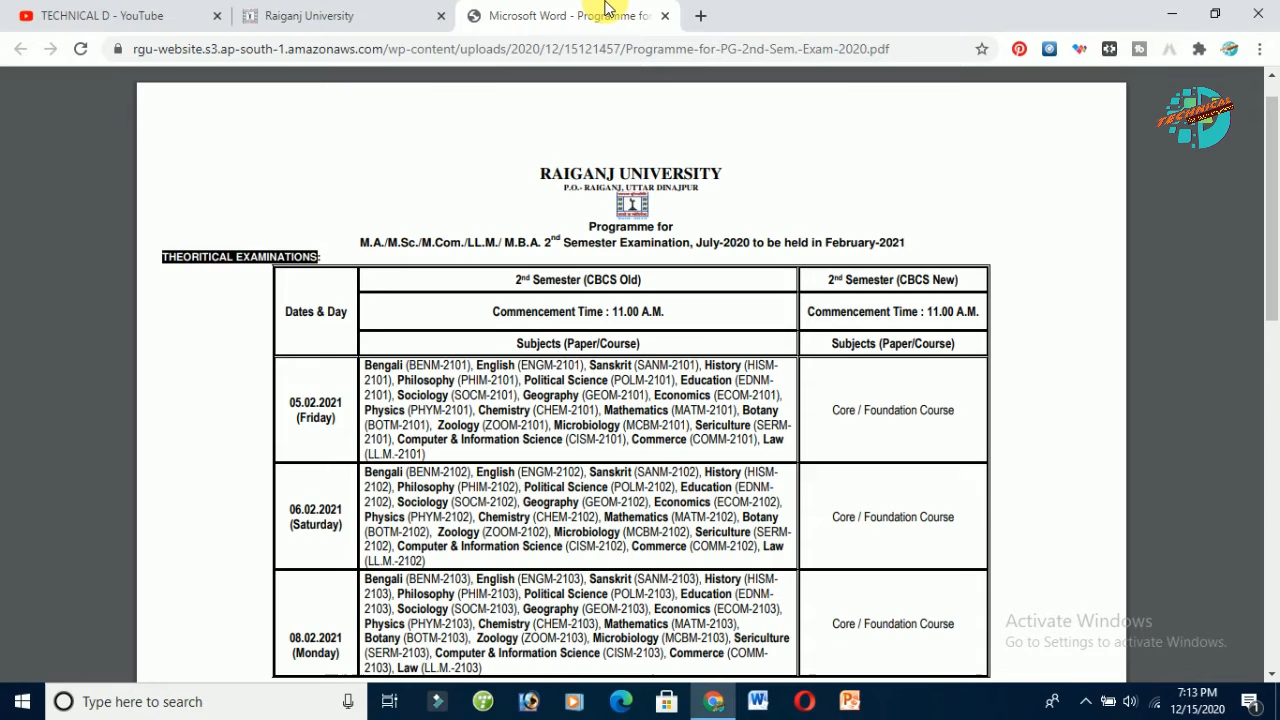 TECHNICAL D - YouTube
Raiganj University
Microsoft Word - Programme for
rgu-website.s3.ap-south-1.amazonaws.com/wp-content/uploads/2020/12/15121457/Programme-for-PG-2nd-Sem.-Exam-2020.pdf
TECHNICAL
RAIGANJ UNIVERSITY
P.O.- RAIGANJ, UTTAR DINAJPUR
Programme for
M.A./M.Sc./M.Com./LL.M./ M.B.A. 2nd Semester Examination, July-2020 to be held in February-2021
THEORITICAL EXAMINATIONS:
Dates & Day
2nd Semester (CBCS Old)
2nd Semester (CBCS New)
Commencement Time : 11.00 A.M.
Commencement Time : 11.00 A.M.
Subjects (Paper/Course)
Subjects (Paper/Course)
05.02.2021
(Friday)
Bengali (BENM-2101), English (ENGM-2101), Sanskrit (SANM-2101), History (HISM-
2101), Philosophy (PHIM-2101), Political Science (POLM-2101), Education (EDNM-
2101), Sociology (SOCM-2101), Geography (GEOM-2101), Economics (ECOM-2101),
Physics (PHYM-2101), Chemistry (CHEM-2101), Mathematics (MATM-2101), Botany
(BOTM-2101), Zoology (ZOOM-2101), Microbiology (MCBM-2101), Sericulture (SERM-
2101), Computer & Information Science (CISM-2101), Commerce (COMM-2101), Law
(LL.M.-2101)
Core / Foundation Course
06.02.2021
(Saturday)
Bengali (BENM-2102), English (ENGM-2102), Sanskrit (SANM-2102), History (HISM-
2102), Philosophy (PHIM-2102), Political Science (POLM-2102), Education (EDNM-
2102), Sociology (SOCM-2102), Geography (GEOM-2102), Economics (ECOM-2102),
Physics (PHYM-2102), Chemistry (CHEM-2102), Mathematics (MATM-2102), Botany
(BOTM-2102), Zoology (ZOOM-2102), Microbiology (MCBM-2102), Sericulture (SERM-
2102), Computer & Information Science (CISM-2102), Commerce (COMM-2102), Law
(LL.M.-2102)
Core / Foundation Course
08.02.2021
(Monday)
Bengali (BENM-2103), English (ENGM-2103), Sanskrit (SANM-2103), History (HISM-
2103), Philosophy (PHIM-2103), Political Science (POLM-2103), Education (EDNM-
2103), Sociology (SOCM-2103), Geography (GEOM-2103), Economics (ECOM-2103),
Physics (PHYM-2103), Chemistry (CHEM-2103), Mathematics (MATM-2103),
Botany (BOTM-2103), Zoology (ZOOM-2103), Microbiology (MCBM-2103), Sericulture
(SERM-2103), Computer & Information Science (CISM-2103), Commerce (COMM-
2103), Law (LL.M.-2103)
Core / Foundation Course
Activate Windows
Go to Settings to activate Windows.
Type here to search
7:13 PM
12/15/2020